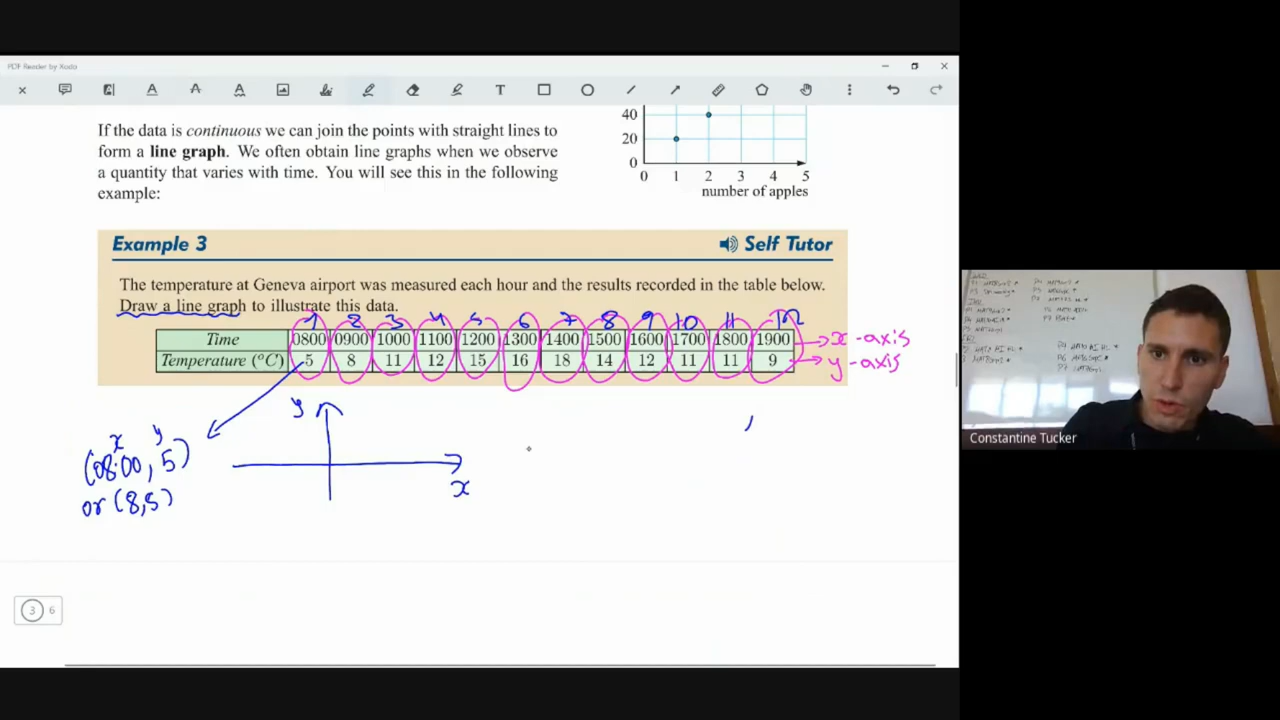 PDF Reader by Xodo
If the data is continuous we can join the points with straight lines to
form a line graph. We often obtain line graphs when we observe
a quantity that varies with time. You will see this in the following
example:
40
20
0
0 1 2 3 4 5
number of apples
Example 3
Self Tutor
The temperature at Geneva airport was measured each hour and the results recorded in the table below.
Draw a line graph to illustrate this data.
1 2 3 4 5 6 7 8 9 10 11 12
Time 0800 0900 1000 1100 1200 1300 1400 1500 1600 1700 1800 1900 x-axis
Temperature (°C) 5 8 11 12 15 16 18 14 12 11 11 9 y-axis
y
x y
(08:00, 5)
or (8,5)
x
3 6
Constantine Tucker